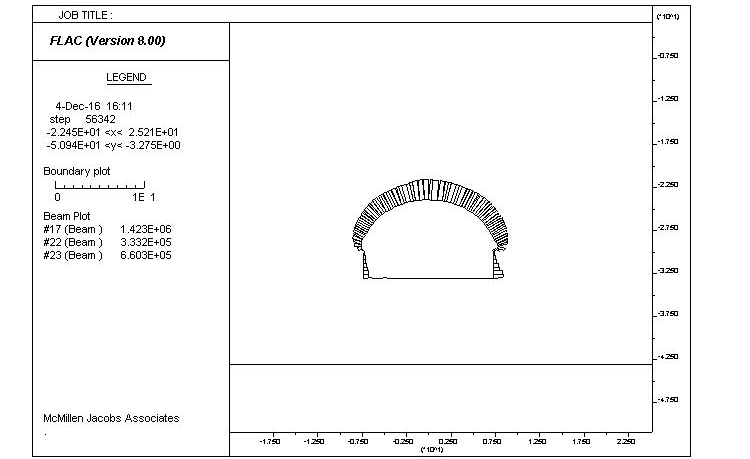 JOB TITLE :
FLAC (Version 8.00)
LEGEND
4-Dec-16 16:11
step 56342
-2.245E+01 <x< 2.521E+01
-5.094E+01 <y< -3.275E+00
Boundary plot
0 1E 1
Beam Plot
#17 (Beam ) 1.423E+06
#22 (Beam ) 3.332E+05
#23 (Beam ) 6.603E+05
McMillen Jacobs Associates
(*10^1)
-0.750
-1.250
-1.750
-2.250
-2.750
-3.250
-3.750
-4.250
-4.750
-1.750 -1.250 -0.750 -0.250 0.250 0.750 1.250 1.750 2.250
(*10^1)